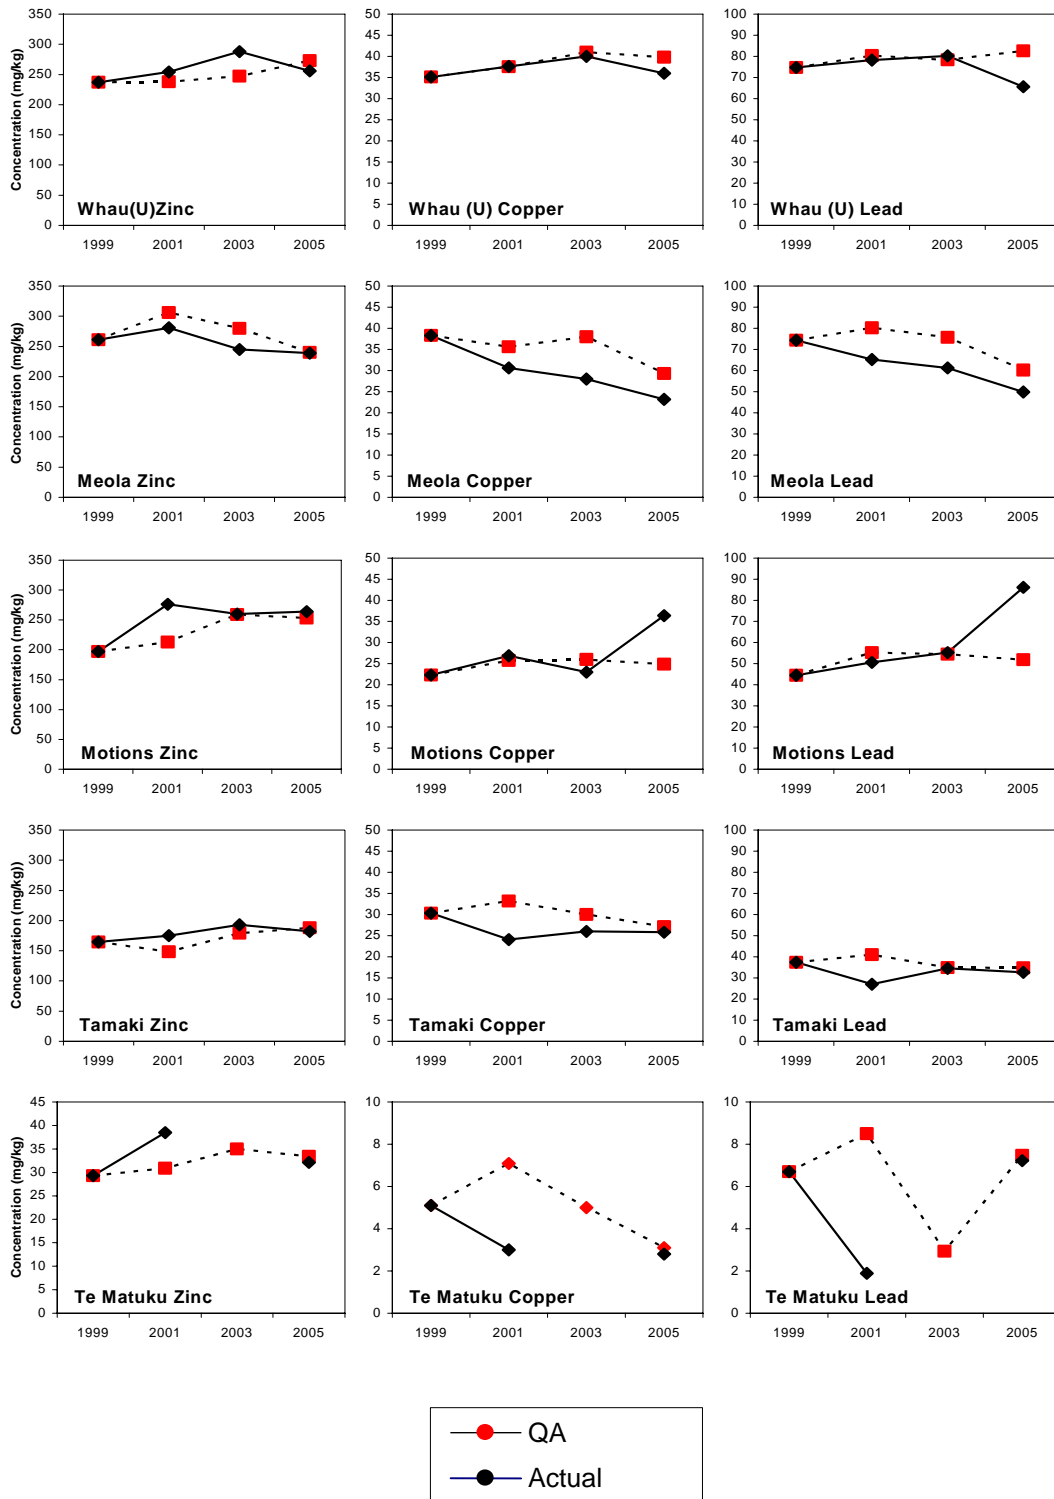 350 50 100
300 45 90
250 40 80
200 35 70
150 30 60
100 25 50
50 20 40
0 15 30
10 20
5 10
0 0
Concentration (mg/kg)
Whau(U)Zinc Whau (U) Copper Whau (U) Lead
1999 2001 2003 2005 1999 2001 2003 2005 1999 2001 2003 2005
350 50 100
300 45 90
250 40 80
200 35 70
150 30 60
100 25 50
50 20 40
0 15 30
10 20
5 10
0 0
Concentration (mg/kg)
Meola Zinc Meola Copper Meola Lead
1999 2001 2003 2005 1999 2001 2003 2005 1999 2001 2003 2005
350 50 100
300 45 90
250 40 80
200 35 70
150 30 60
100 25 50
50 20 40
0 15 30
10 20
5 10
0 0
Concentration (mg/kg)
Motions Zinc Motions Copper Motions Lead
1999 2001 2003 2005 1999 2001 2003 2005 1999 2001 2003 2005
350 50 100
300 45 90
250 40 80
200 35 70
150 30 60
100 25 50
50 20 40
0 15 30
10 20
5 10
0 0
Concentration (mg/kg))
Tamaki Zinc Tamaki Copper Tamaki Lead
1999 2001 2003 2005 1999 2001 2003 2005 1999 2001 2003 2005
45 10 10
40 8 8
35 6 6
30 4 4
25 2 2
20 0 0
15
10
5
0
Concentration (mg/kg)
Te Matuku Zinc Te Matuku Copper Te Matuku Lead
1999 2001 2003 2005 1999 2001 2003 2005 1999 2001 2003 2005
QA
Actual